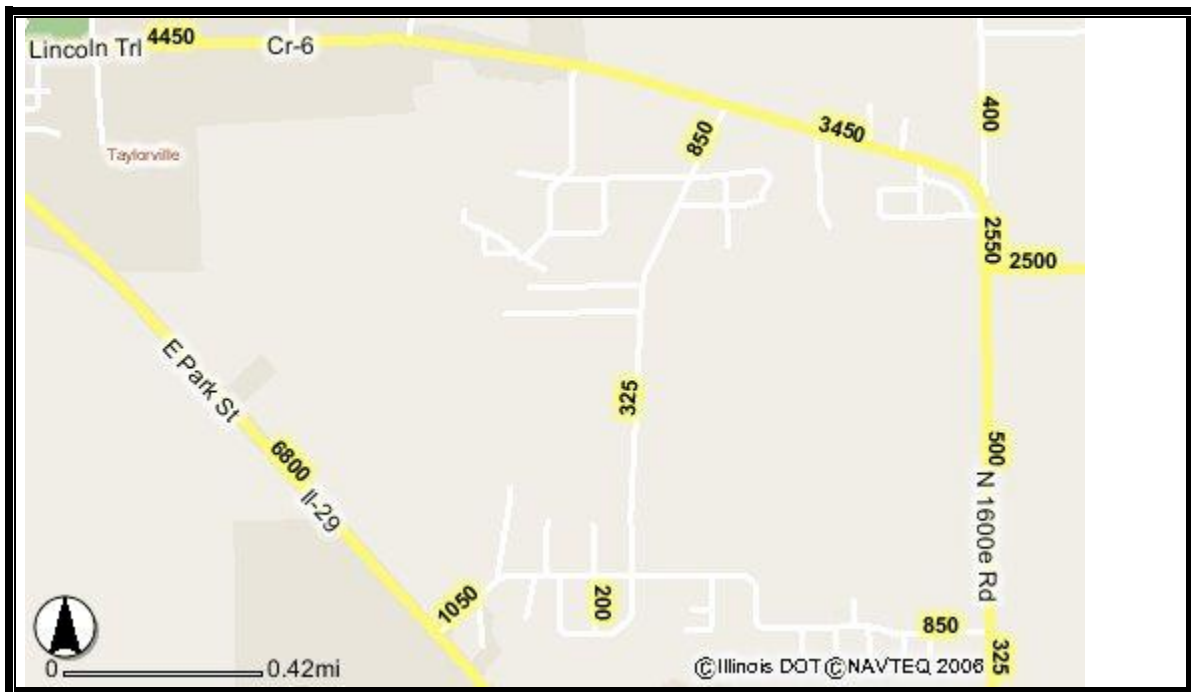 Lincoln Trl
4450
Cr-6
400
850
3450
Taylorville
2550
2500
E Park St
325
6800
Il-29
500
N 1600e Rd
1050
200
850
325
0 0.42mi
©Illinois DOT ©NAVTEQ 2006